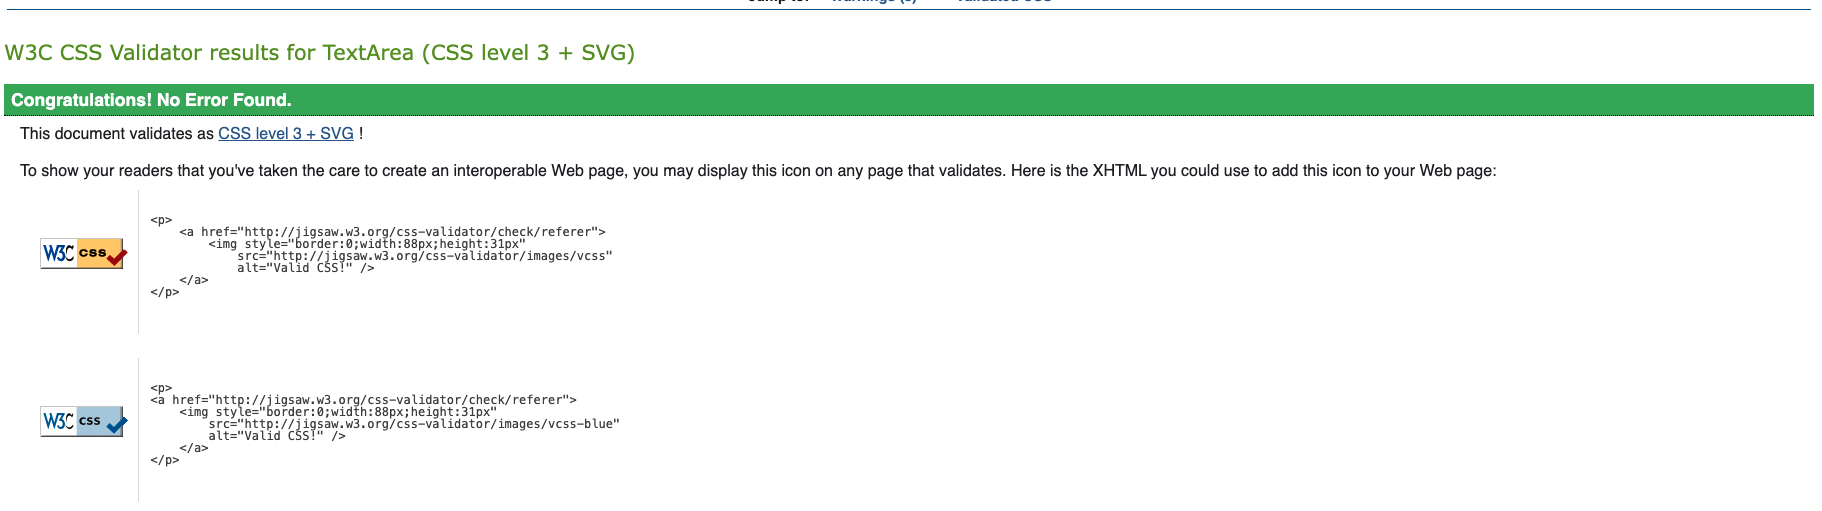 W3C CSS Validator results for TextArea (CSS level 3 + SVG)
Congratulations! No Error Found.
This document validates as CSS level 3 + SVG !
To show your readers that you've taken the care to create an interoperable Web page, you may display this icon on any page that validates. Here is the XHTML you could use to add this icon to your Web page:
W3C css
<p>
    <a href="http://jigsaw.w3.org/css-validator/check/referer">
        <img style="border:0;width:88px;height:31px"
            src="http://jigsaw.w3.org/css-validator/images/vcss"
            alt="Valid CSS!" />
    </a>
</p>
W3C css
<p>
<a href="http://jigsaw.w3.org/css-validator/check/referer">
    <img style="border:0;width:88px;height:31px"
        src="http://jigsaw.w3.org/css-validator/images/vcss-blue"
        alt="Valid CSS!" />
    </a>
</p>